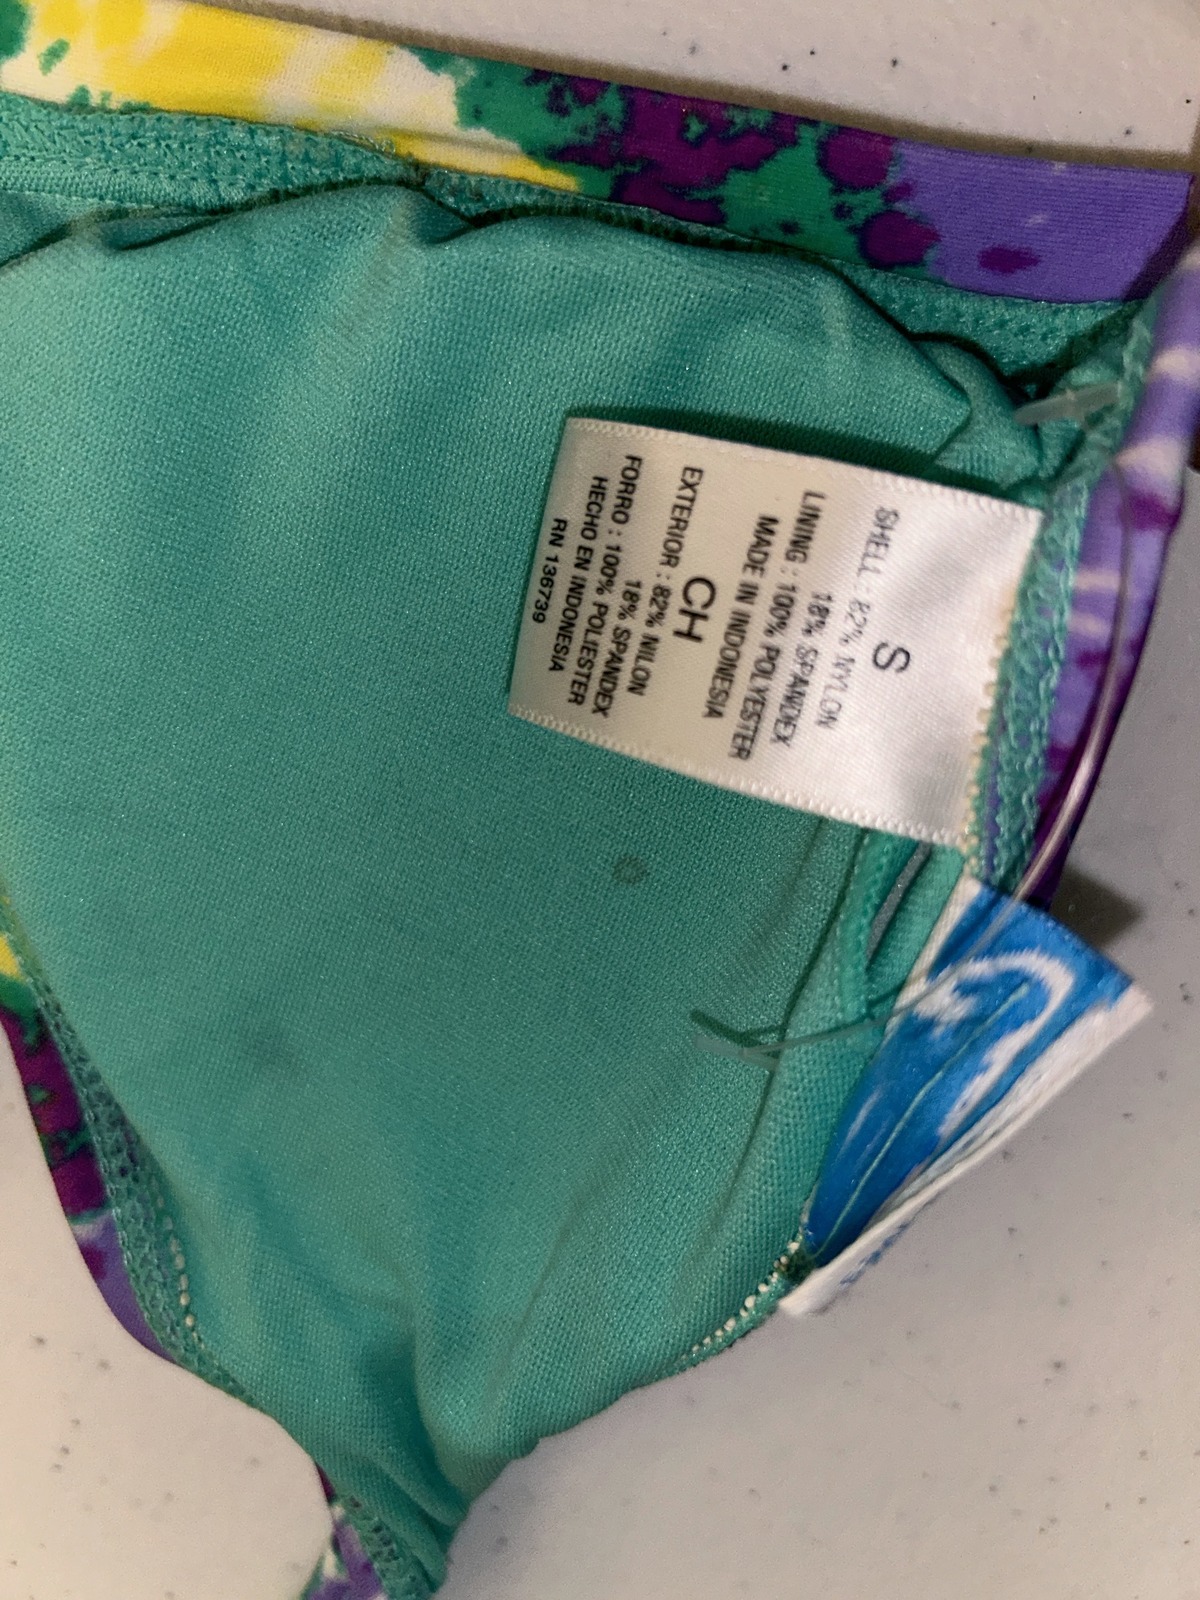 S
SHELL : 82% NYLON
18% SPANDEX
LINING : 100% POLYESTER
MADE IN INDONESIA
CH
EXTERIOR : 82% NILON
18% SPANDEX
FORRO : 100% POLIESTER
HECHO EN INDONESIA
RN 136739